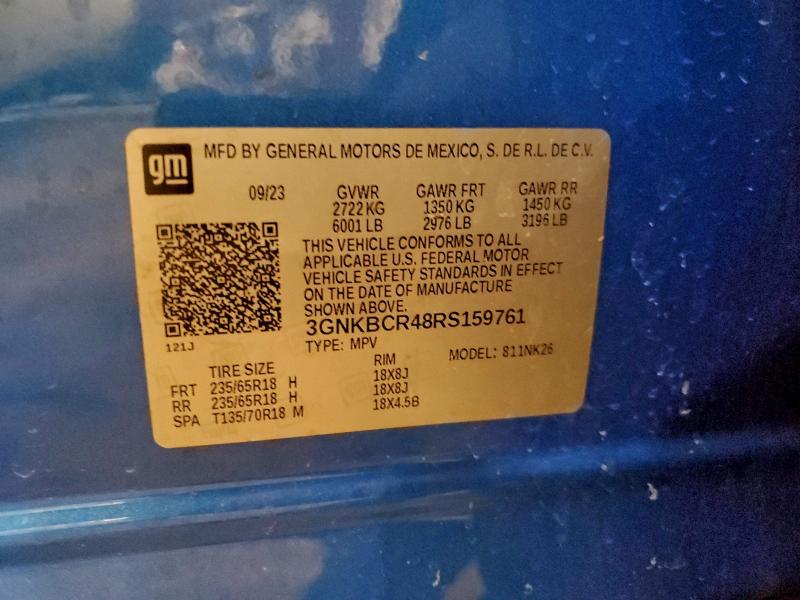 gm
MFD BY GENERAL MOTORS DE MEXICO, S. DE R.L. DE C.V.
09/23 GVWR GAWR FRT GAWR RR
2722 KG 1350 KG 1450 KG
6001 LB 2976 LB 3196 LB
THIS VEHICLE CONFORMS TO ALL
APPLICABLE U.S. FEDERAL MOTOR
VEHICLE SAFETY STANDARDS IN EFFECT
ON THE DATE OF MANUFACTURE
SHOWN ABOVE.
3GNKBCR48RS159761
121J
TYPE: MPV MODEL: 811NK26
TIRE SIZE RIM
FRT 235/65R18 H 18X8J
RR 235/65R18 H 18X8J
SPA T135/70R18 M 18X4.5B